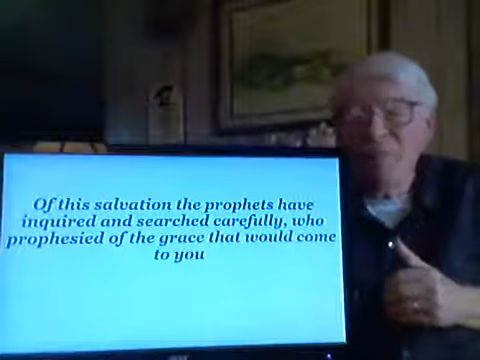 Of this salvation the prophets have
inquired and searched carefully, who
prophesied of the grace that would come
to you